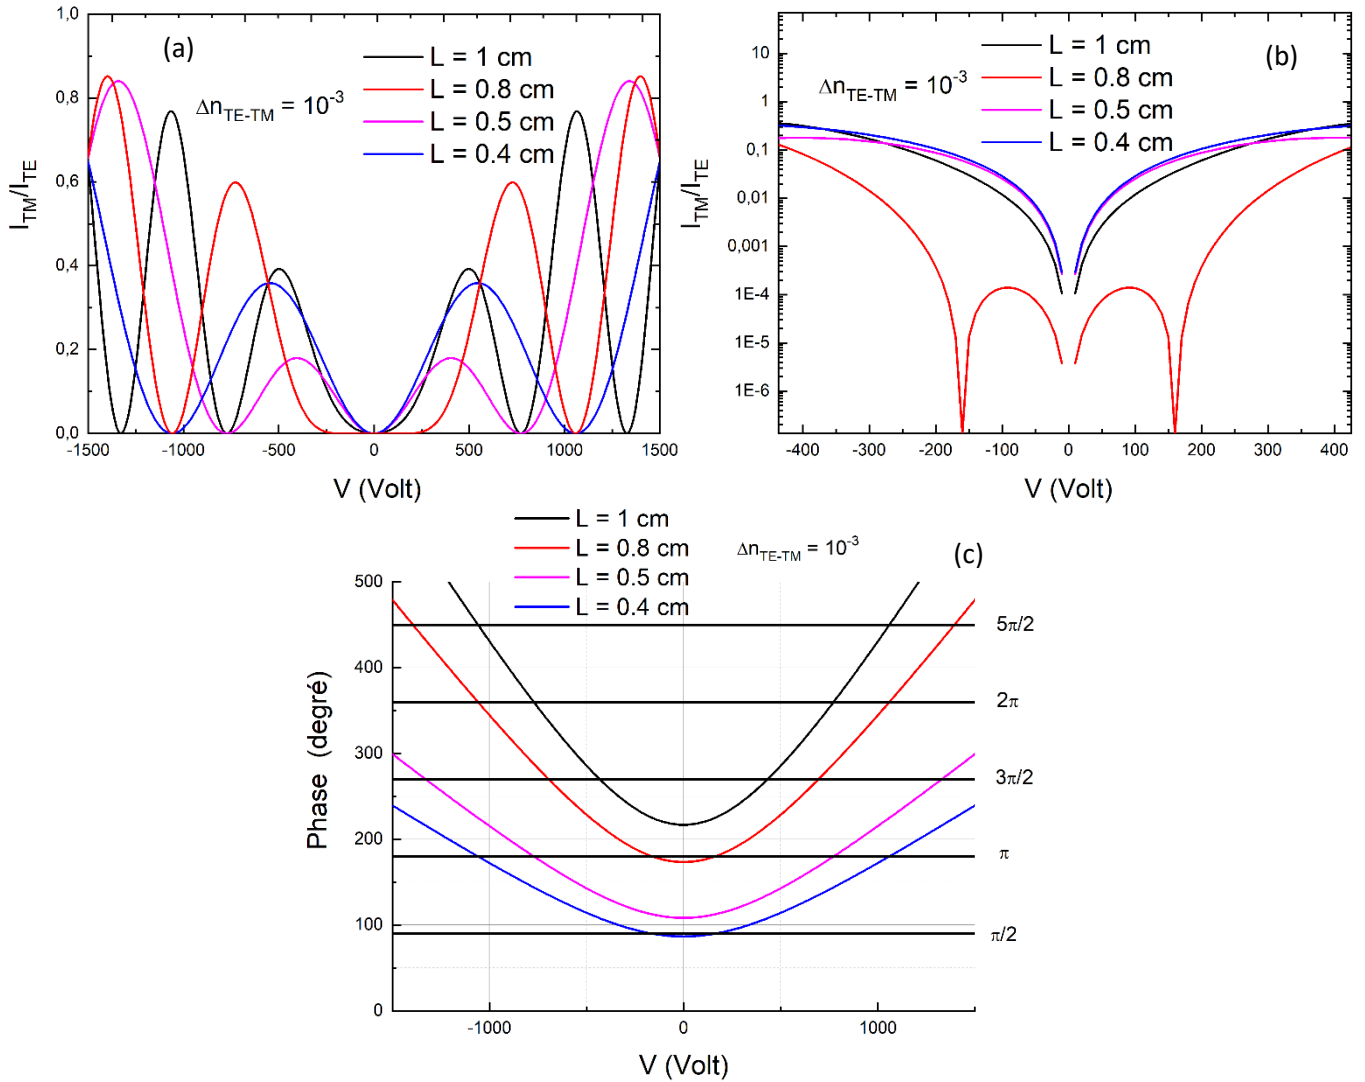 (a)
L = 1 cm
L = 0.8 cm
L = 0.5 cm
L = 0.4 cm
Δn_TE-TM = 10^-3
1,0
0,8
0,6
0,4
0,2
0,0
I_TM/I_TE
-1500 -1000 -500 0 500 1000 1500
V (Volt)
(b)
L = 1 cm
L = 0.8 cm
L = 0.5 cm
L = 0.4 cm
Δn_TE-TM = 10^-3
10
1
0,1
0,01
0,001
1E-4
1E-5
1E-6
I_TM/I_TE
-400 -300 -200 -100 0 100 200 300 400
V (Volt)
(c)
L = 1 cm
L = 0.8 cm
L = 0.5 cm
L = 0.4 cm
Δn_TE-TM = 10^-3
500
400
300
200
100
0
Phase (degré)
5π/2
2π
3π/2
π
π/2
-1000 0 1000
V (Volt)